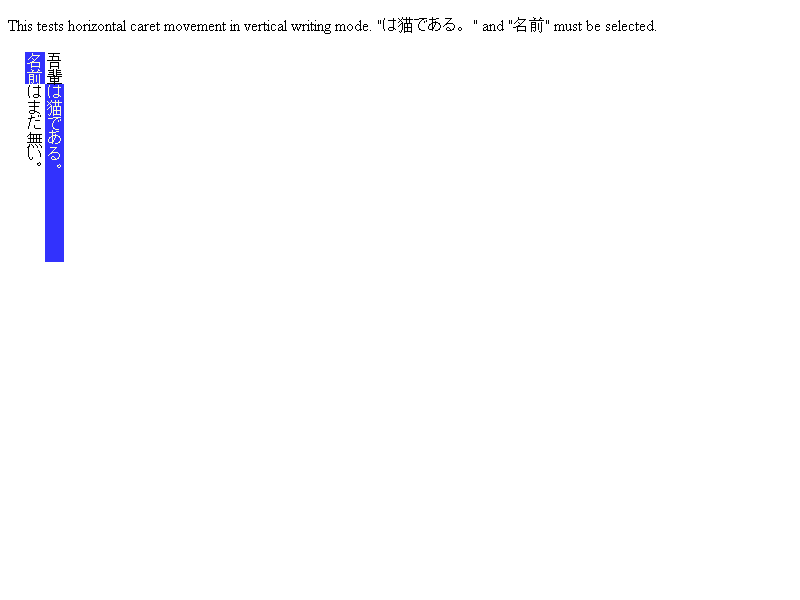 This tests horizontal caret movement in vertical writing mode. "は猫である。" and "名前" must be selected.
吾輩は猫である。
名前はまだ無い。